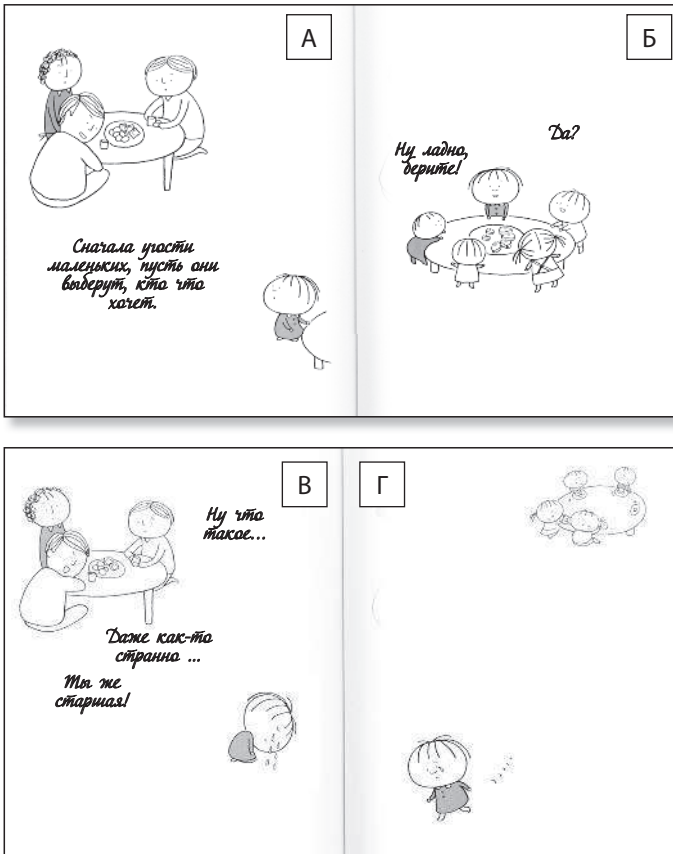 А
Сначала угости
маленьких, пусть они
выберут, кто что
хочет.
Б
Да?
Ну ладно,
берите!
В
Ну что
такое...
Даже как-то
странно ...
Ты же
старшая!
Г